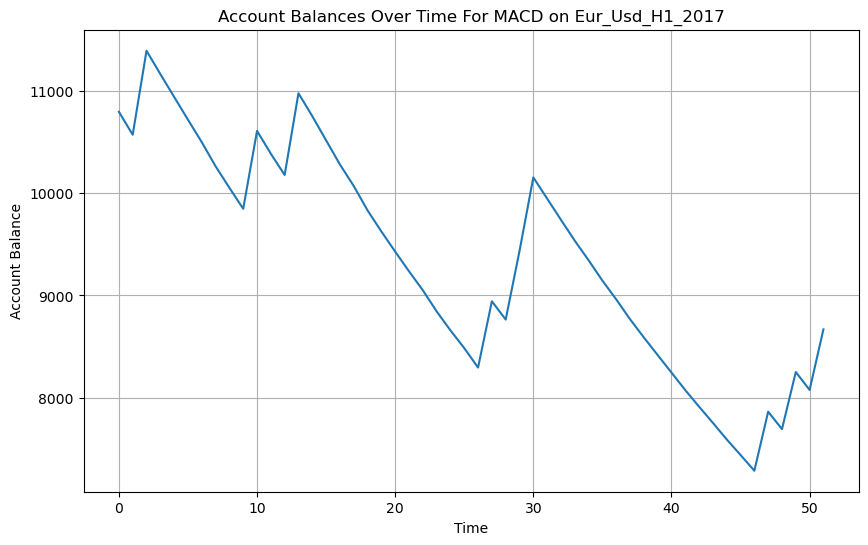 Account Balances Over Time For MACD on Eur_Usd_H1_2017
Account Balance
11000
10000
9000
8000
0 10 20 30 40 50
Time